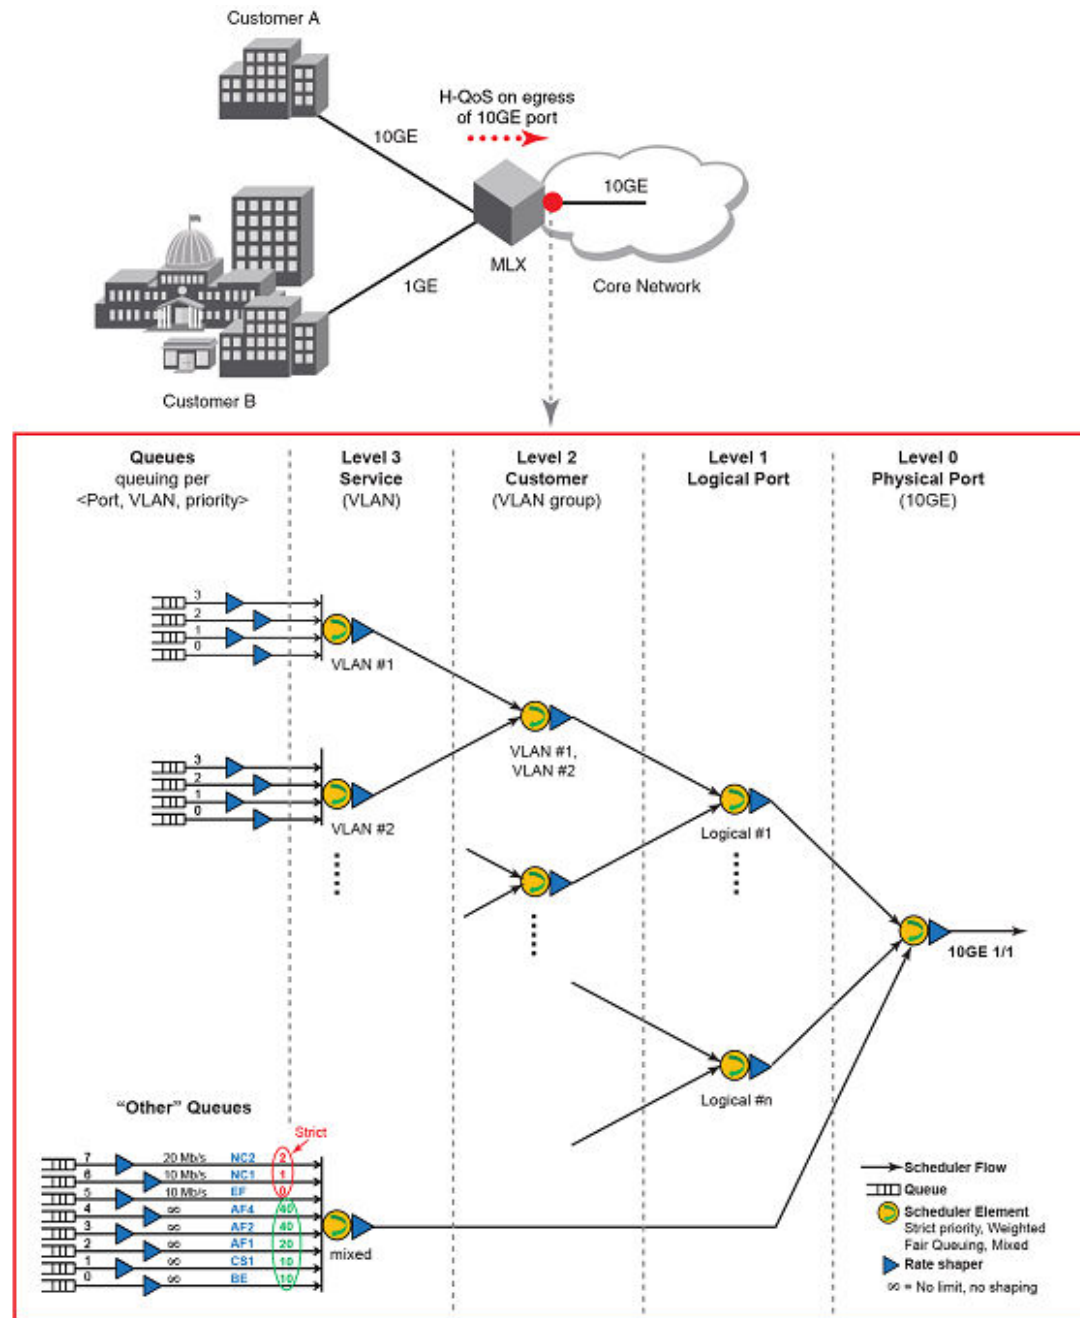 Customer A
H-QoS on egress
of 10GE port
10GE
10GE
MLX
1GE
Core Network
Customer B
Queues
queuing per
<Port, VLAN, priority>
Level 3
Service
(VLAN)
Level 2
Customer
(VLAN group)
Level 1
Logical Port
Level 0
Physical Port
(10GE)
3
2
1
0
VLAN #1
VLAN #1,
VLAN #2
3
2
1
0
VLAN #2
Logical #1
10GE 1/1
Logical #n
"Other" Queues
Strict
7 20 Mb/s NC2 2
6 10 Mb/s NC1 1
5 10 Mb/s EF 0
4 ∞ AF4 40
3 ∞ AF2 40
2 ∞ AF1 20
1 ∞ CS1 10
0 ∞ BE 10
mixed
Scheduler Flow
Queue
Scheduler Element
Strict priority, Weighted
Fair Queuing, Mixed
Rate shaper
∞ = No limit, no shaping